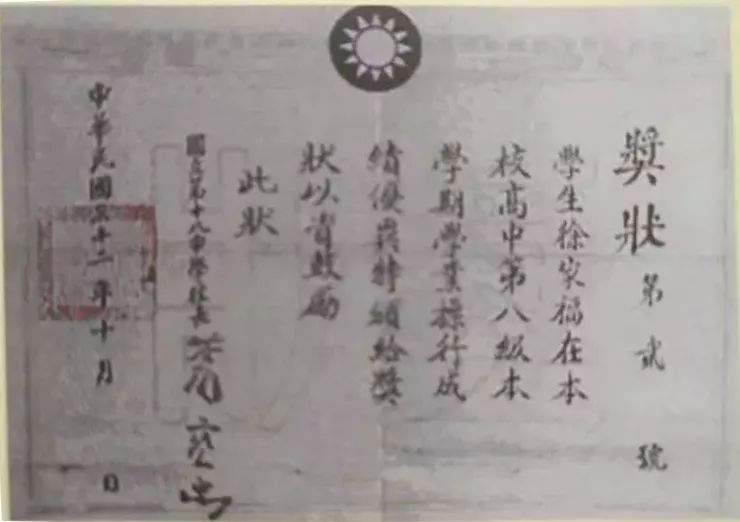 獎狀 第貳號
學生徐家福在本
校高中第八級本
學期學業操行成
績優異特頒給獎
狀以資鼓勵
此狀
國立第十八中學校長
中華民國三十二年十月 日